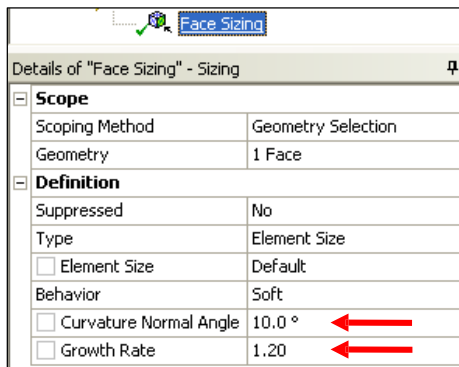 Face Sizing
Details of "Face Sizing" - Sizing
Scope
Scoping Method Geometry Selection
Geometry 1 Face
Definition
Suppressed No
Type Element Size
Element Size Default
Behavior Soft
Curvature Normal Angle 10.0 °
Growth Rate 1.20